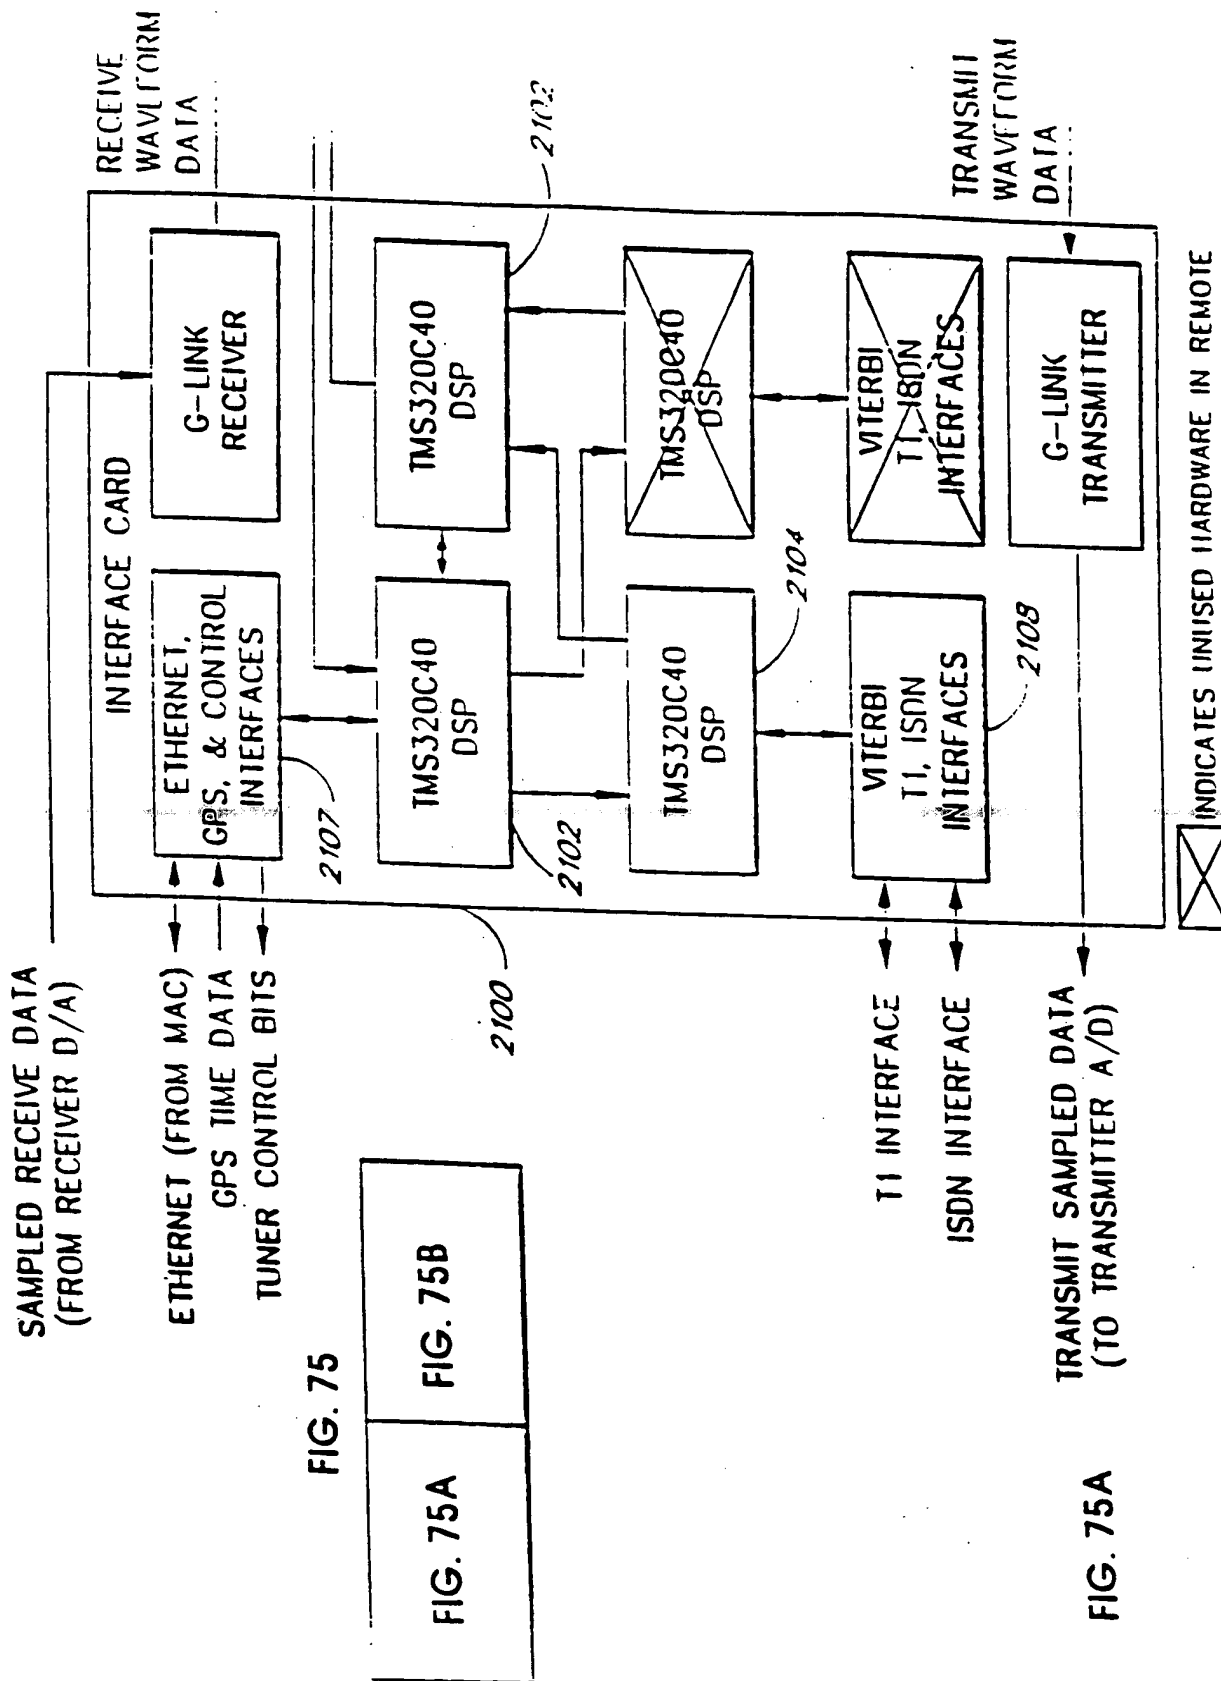 SAMPLED RECEIVE DATA
(FROM RECEIVER D/A)
ETHERNET (FROM MAC)
GPS TIME DATA
TUNER CONTROL BITS
2100
INTERFACE CARD
ETHERNET,
GPS, & CONTROL
INTERFACES
2107
G-LINK
RECEIVER
RECEIVE
WAVEFORM
DATA
TMS320C40
DSP
2102
TMS320C40
DSP
2102
TMS320C40
DSP
2104
TMS320C40
DSP
VITERBI
T1, ISDN
INTERFACES
2108
VITERBI
T1, ISDN
INTERFACES
T1 INTERFACE
ISDN INTERFACE
G-LINK
TRANSMITTER
TRANSMIT
WAVEFORM
DATA
TRANSMIT SAMPLED DATA
(TO TRANSMITTER A/D)
INDICATES UNUSED HARDWARE IN REMOTE
FIG. 75
FIG. 75A
FIG. 75B
FIG. 75A